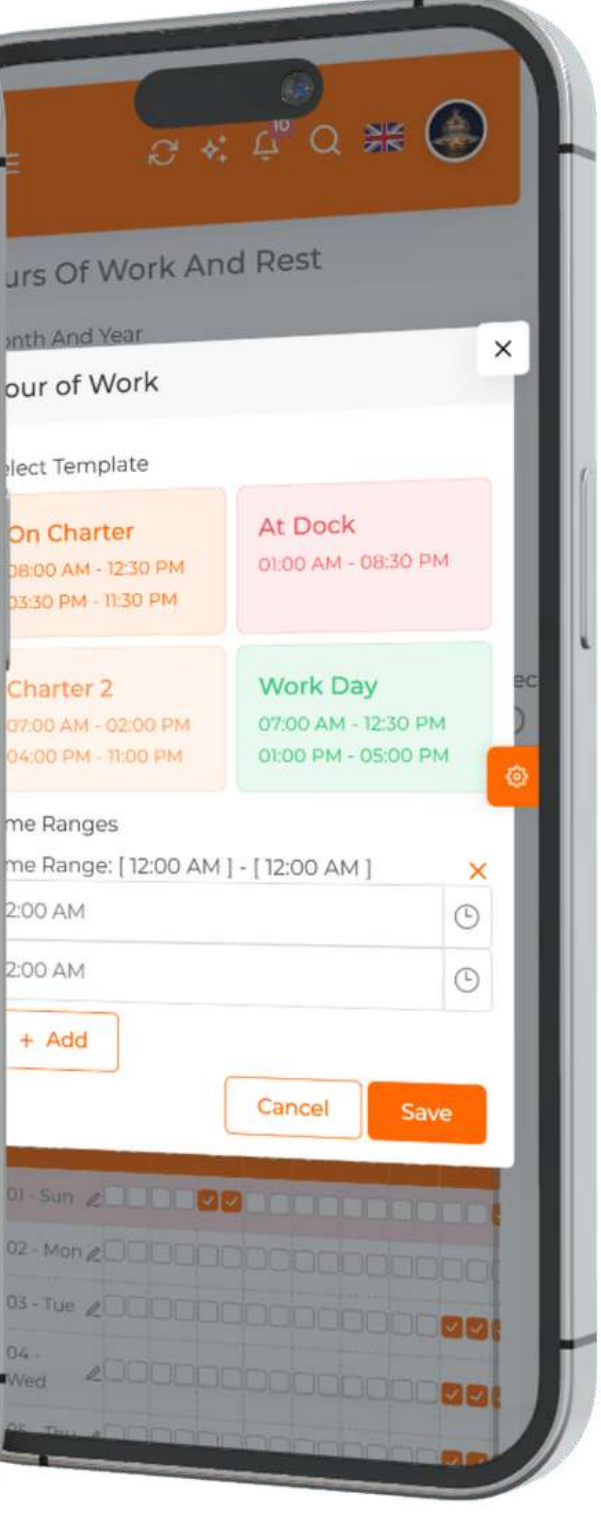 10
urs Of Work And Rest
onth And Year
our of Work
elect Template
On Charter
08:00 AM - 12:30 PM
03:30 PM - 11:30 PM
At Dock
01:00 AM - 08:30 PM
Charter 2
07:00 AM - 02:00 PM
04:00 PM - 11:00 PM
Work Day
07:00 AM - 12:30 PM
01:00 PM - 05:00 PM
ec
me Ranges
me Range: [ 12:00 AM ] - [ 12:00 AM ]
2:00 AM
2:00 AM
+ Add
Cancel
Save
01 - Sun
02 - Mon
03 - Tue
04 -
Wed
05 - Thu